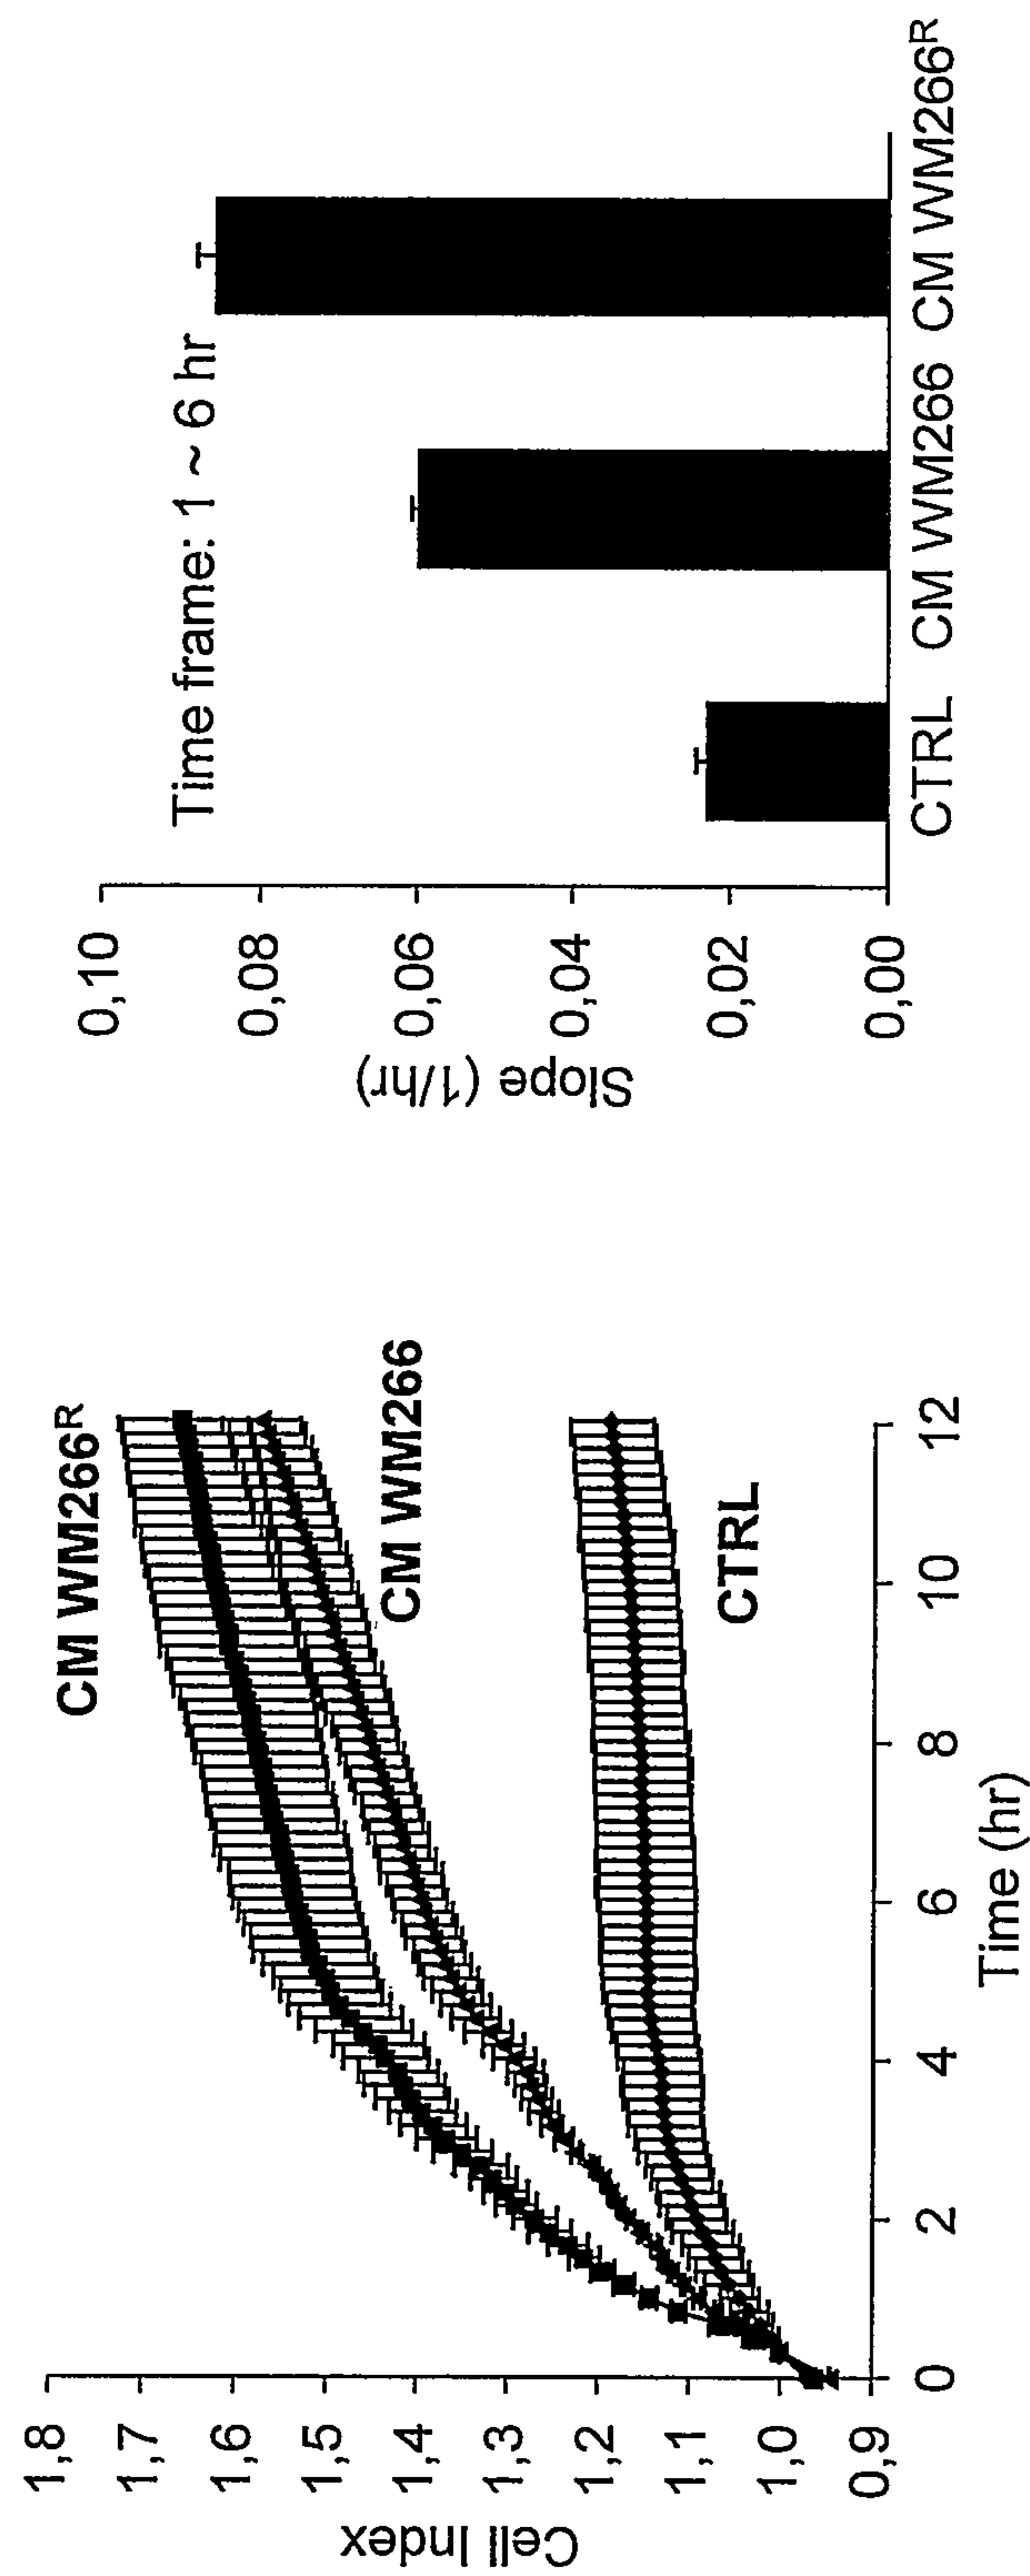 Cell Index
1,8
1,7
1,6
1,5
1,4
1,3
1,2
1,1
1,0
0,9
CM WM266R
CM WM266
CTRL
0 2 4 6 8 10 12
Time (hr)
Slope (1/hr)
0,10
0,08
0,06
0,04
0,02
0,00
Time frame: 1 ~ 6 hr
CTRL CM WM266 CM WM266R